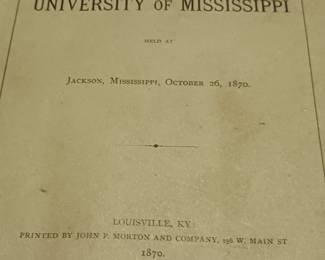 UNIVERSITY OF MISSISSIPPI
HELD AT
JACKSON, MISSISSIPPI, OCTOBER 26, 1870.
LOUISVILLE, KY.
PRINTED BY JOHN P. MORTON AND COMPANY, 156 W. MAIN ST
1870.